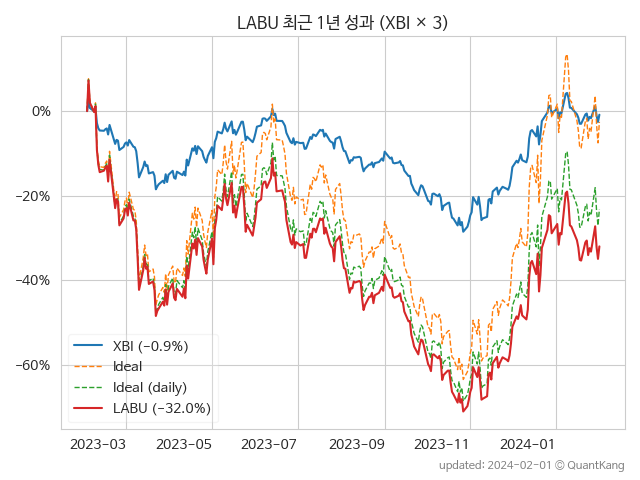 LABU 최근 1년 성과 (XBI × 3)
0%
−20%
−40%
−60%
XBI (−0.9%)
Ideal
Ideal (daily)
LABU (−32.0%)
2023-03 2023-05 2023-07 2023-09 2023-11 2024-01
updated: 2024-02-01 © QuantKang